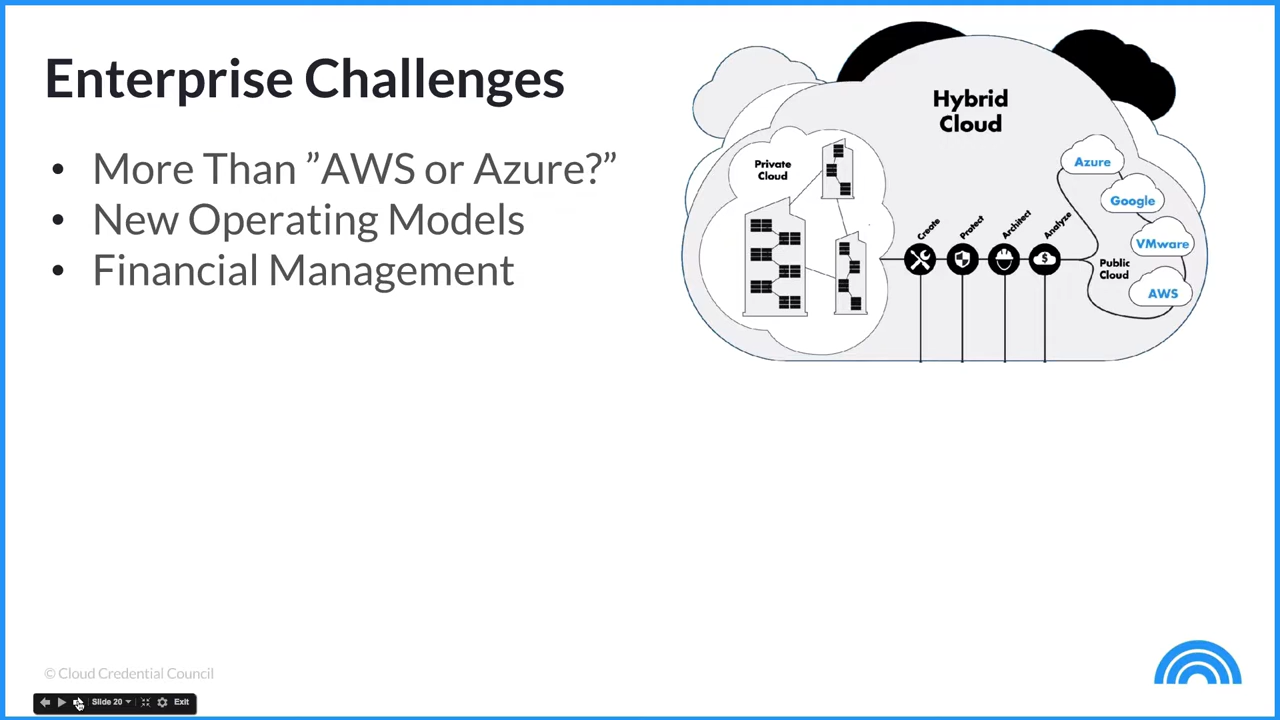 Enterprise Challenges
• More Than ”AWS or Azure?”
• New Operating Models
• Financial Management
Hybrid
Cloud
Private
Cloud
Create
Protect
Architect
Analyze
$
Public
Cloud
Azure
Google
VMware
AWS
© Cloud Credential Council
Slide 20
Exit